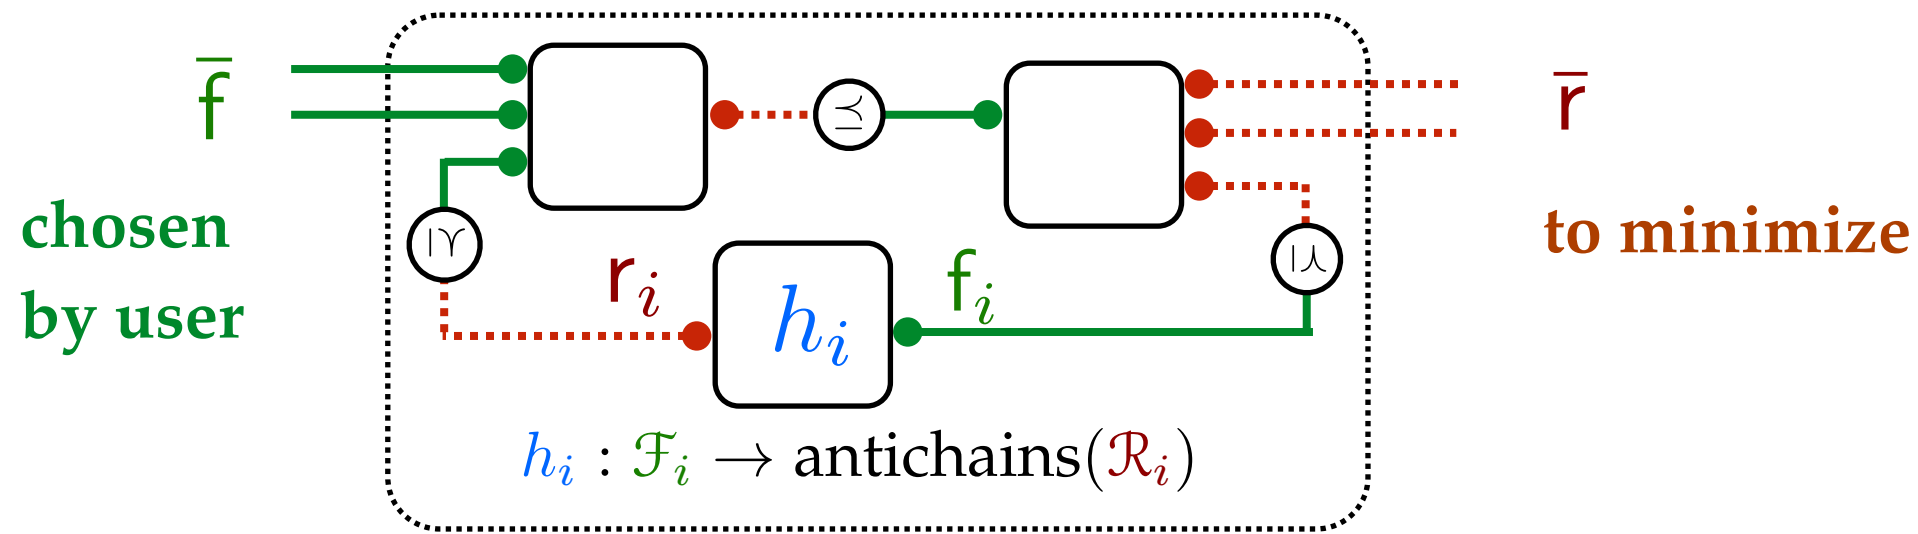 f̅
r̅
⪯
chosen
by user
to minimize
⪯
⪯
r_i
f_i
h_i
h_i : ℱ_i → antichains(ℛ_i)